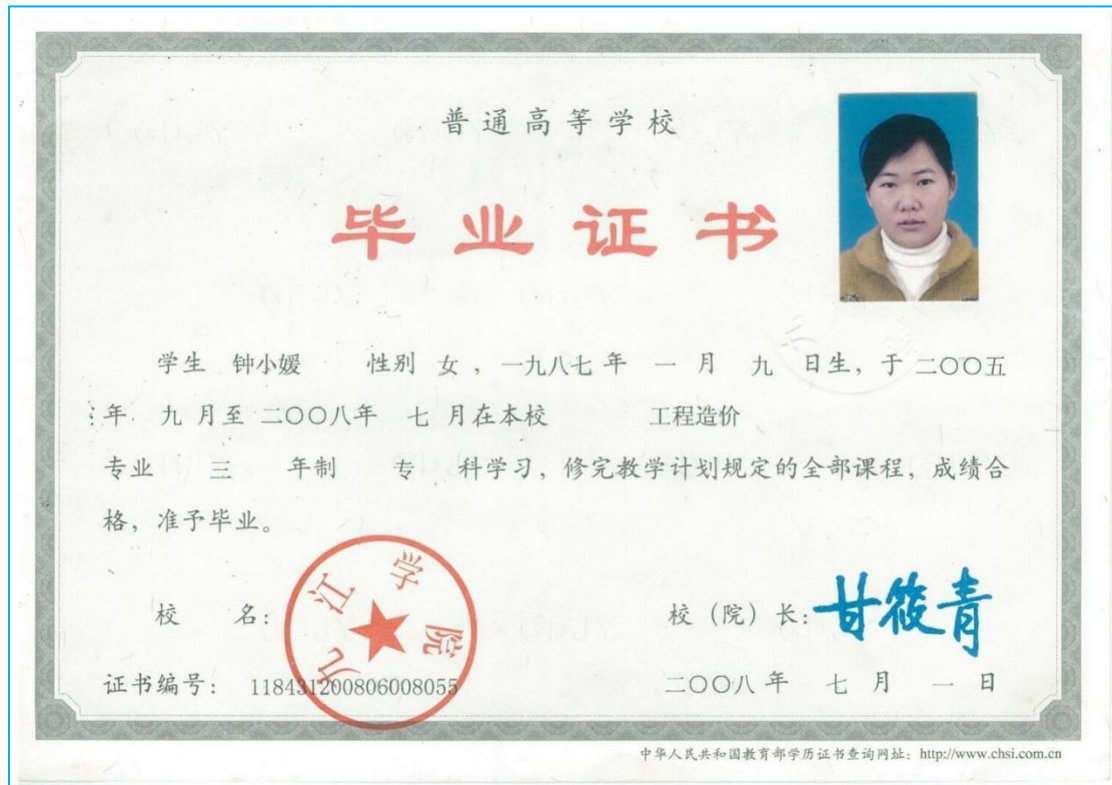 普通高等学校
毕业证书
学生 钟小媛 性别 女 ，一九八七 年 一 月 九 日生，于 二〇〇五
年 九 月至 二〇〇八年 七 月在本校 工程造价
专业 三 年制 专 科学习，修完教学计划规定的全部课程，成绩合
格，准予毕业。
九江学院
校 名： 校（院）长：甘筱青
证书编号： 118431200806008055 二〇〇八 年 七 月 一 日
中华人民共和国教育部学历证书查询网址：http://www.chsi.com.cn